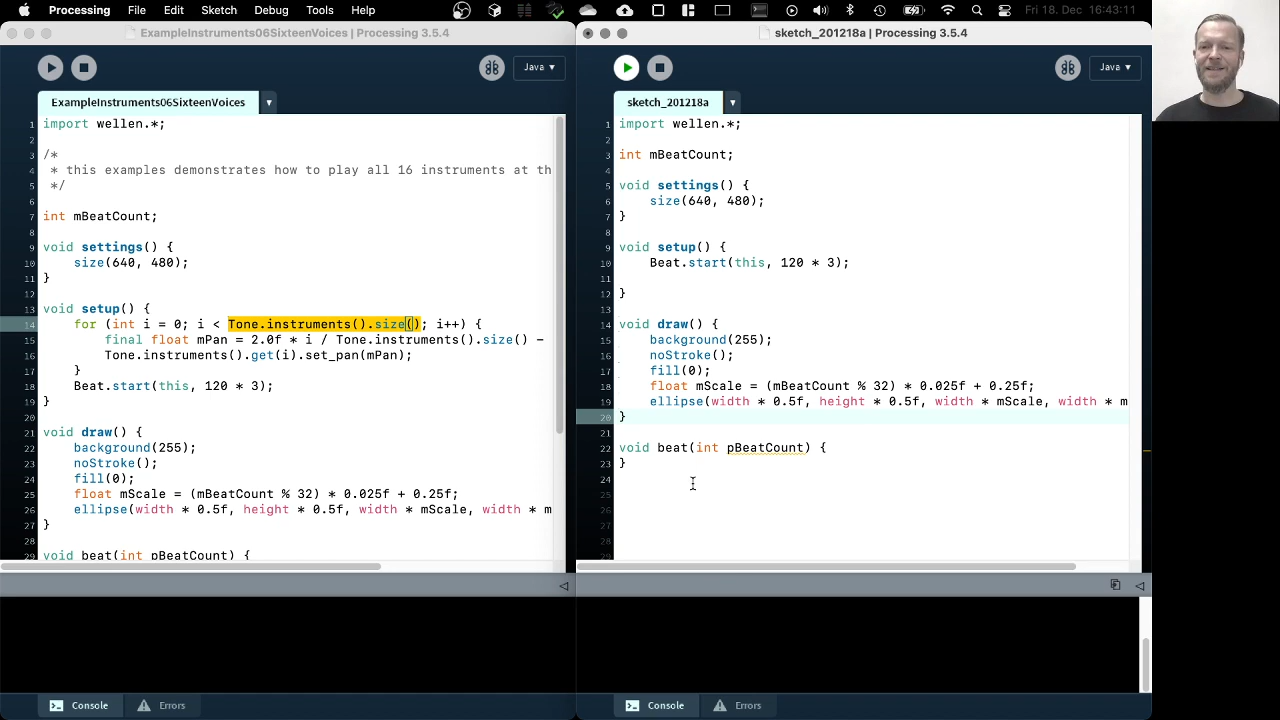 Processing File Edit Sketch Debug Tools Help Fri 18. Dec 16:43:11
ExampleInstruments06SixteenVoices | Processing 3.5.4
Java ▾
ExampleInstruments06SixteenVoices
1 import wellen.*;
2
3 /*
4 * this examples demonstrates how to play all 16 instruments at th
5 */
6
7 int mBeatCount;
8
9 void settings() {
10 size(640, 480);
11 }
12
13 void setup() {
14 for (int i = 0; i < Tone.instruments().size(); i++) {
15 final float mPan = 2.0f * i / Tone.instruments().size() -
16 Tone.instruments().get(i).set_pan(mPan);
17 }
18 Beat.start(this, 120 * 3);
19 }
20
21 void draw() {
22 background(255);
23 noStroke();
24 fill(0);
25 float mScale = (mBeatCount % 32) * 0.025f + 0.25f;
26 ellipse(width * 0.5f, height * 0.5f, width * mScale, width * m
27 }
28
29 void beat(int pBeatCount) {
Console Errors
sketch_201218a | Processing 3.5.4
Java ▾
sketch_201218a
1 import wellen.*;
2
3 int mBeatCount;
4
5 void settings() {
6 size(640, 480);
7 }
8
9 void setup() {
10 Beat.start(this, 120 * 3);
11
12 }
13
14 void draw() {
15 background(255);
16 noStroke();
17 fill(0);
18 float mScale = (mBeatCount % 32) * 0.025f + 0.25f;
19 ellipse(width * 0.5f, height * 0.5f, width * mScale, width * m
20 }
21
22 void beat(int pBeatCount) {
23 }
24
25
26
27
28
29
Console Errors